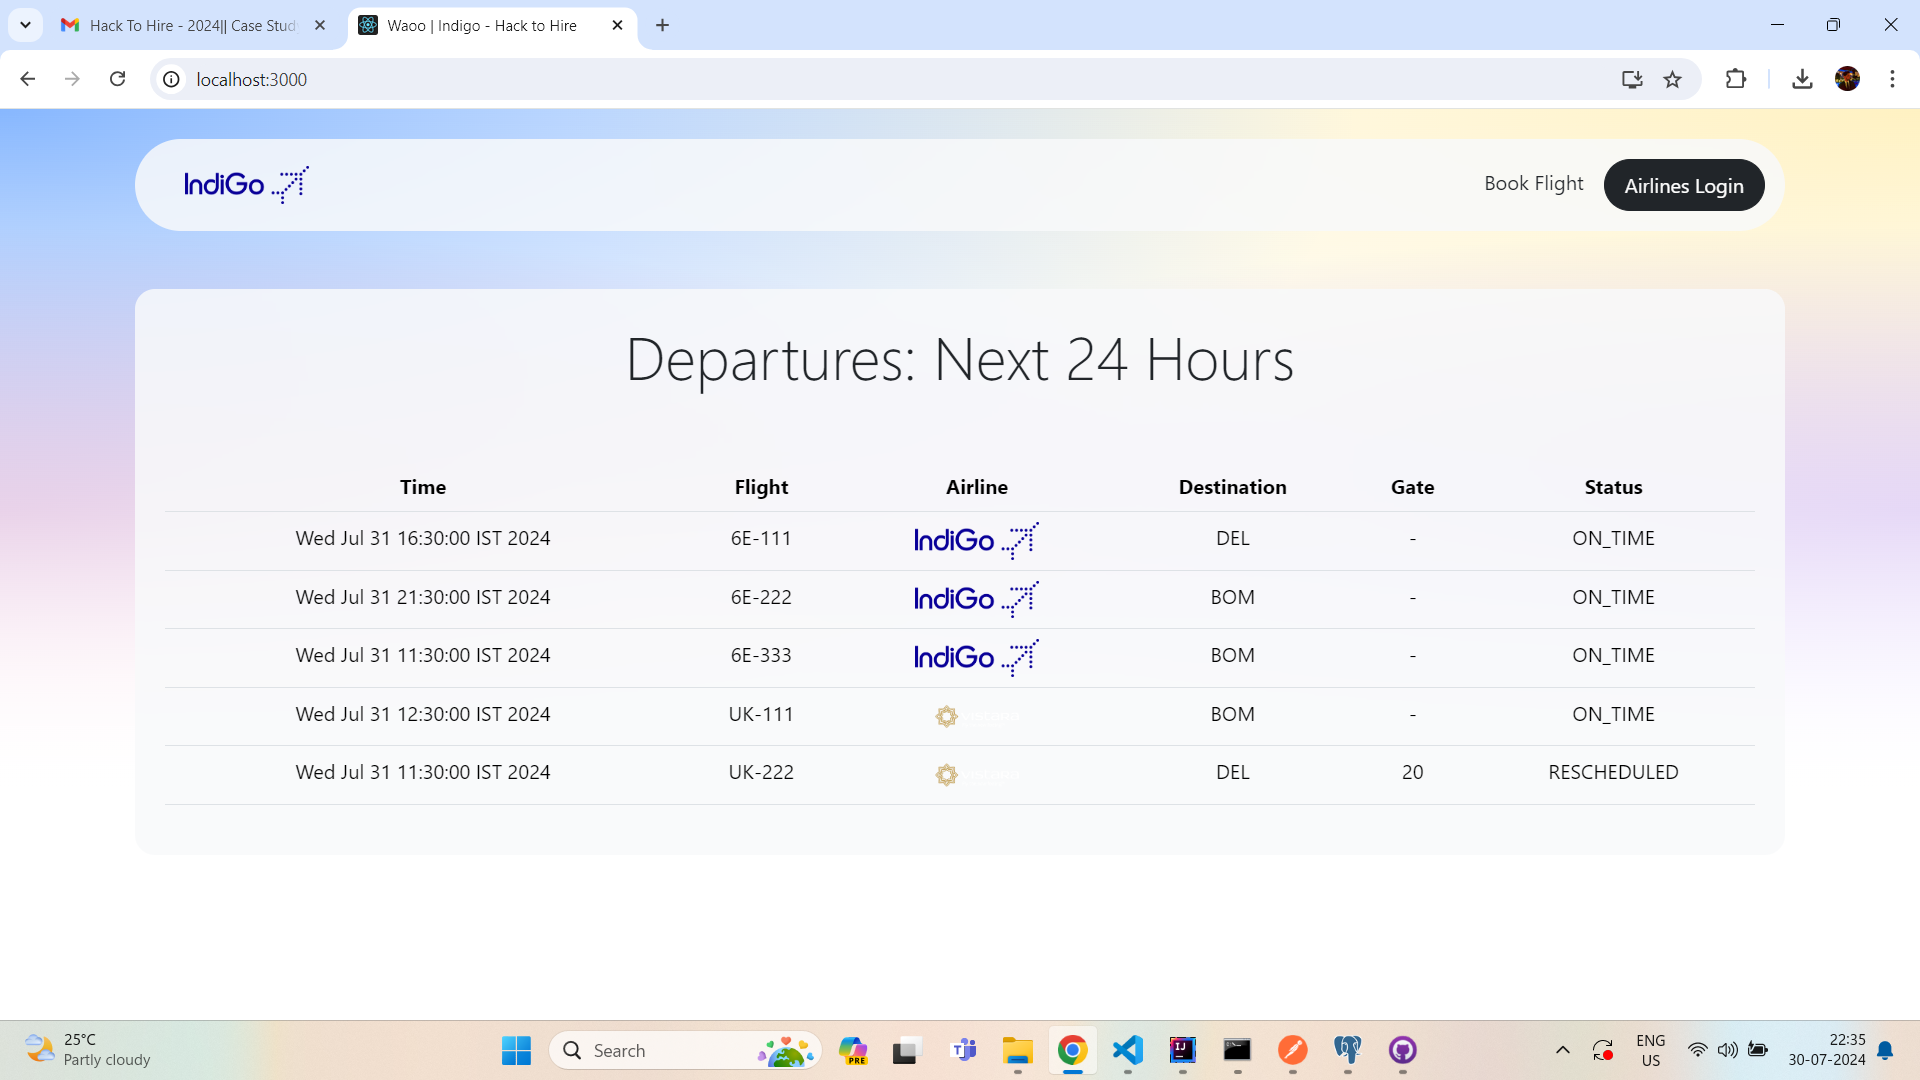 Hack To Hire - 2024|| Case Stud
Waoo | Indigo - Hack to Hire
localhost:3000
IndiGo
Book Flight
Airlines Login
Departures: Next 24 Hours
Time Flight Airline Destination Gate Status
Wed Jul 31 16:30:00 IST 2024 6E-111 IndiGo DEL - ON_TIME
Wed Jul 31 21:30:00 IST 2024 6E-222 IndiGo BOM - ON_TIME
Wed Jul 31 11:30:00 IST 2024 6E-333 IndiGo BOM - ON_TIME
Wed Jul 31 12:30:00 IST 2024 UK-111 BOM - ON_TIME
Wed Jul 31 11:30:00 IST 2024 UK-222 DEL 20 RESCHEDULED
25°C
Partly cloudy
Search
PRE
ENG
US
22:35
30-07-2024